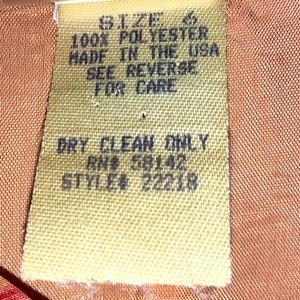 SIZE 6
100% POLYESTER
MADE IN THE USA
SEE REVERSE
FOR CARE
DRY CLEAN ONLY
RN# 58142
STYLE# 22218